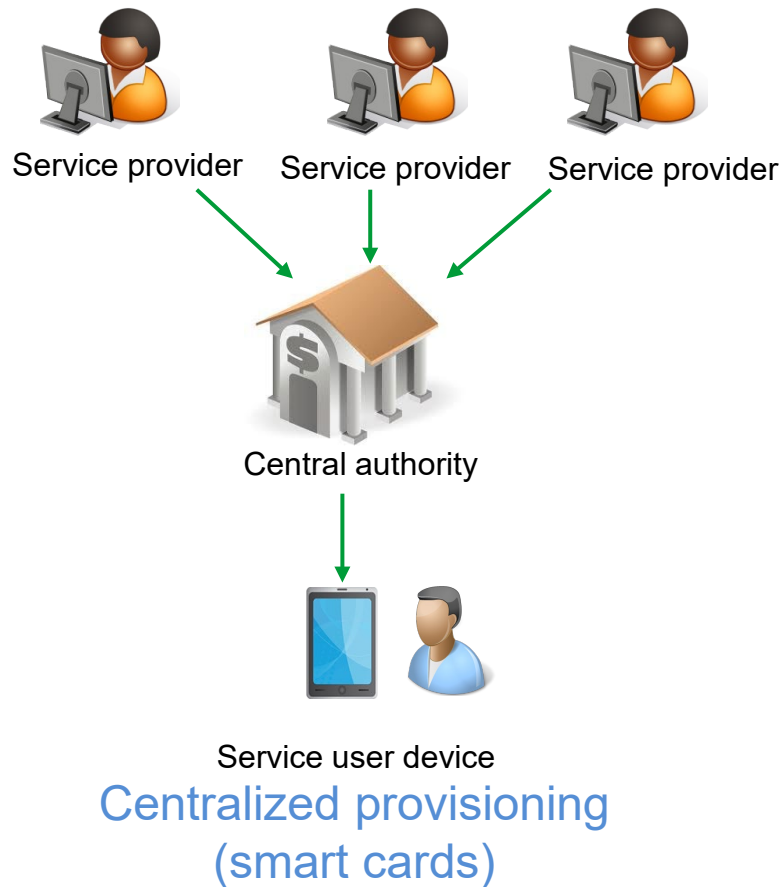 Service provider
Service provider
Service provider
$
Central authority
Service user device
Centralized provisioning
(smart cards)